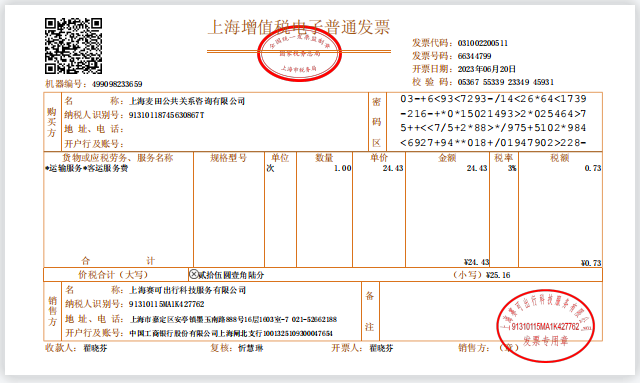 上海增值税电子普通发票
全国统一发票监制章
国家税务总局
上海市税务局
发票代码：031002200511
发票号码：66344799
开票日期：2023年06月20日
校 验 码：05367 55339 23349 45931
机器编号：499098233659
购买方
名 称：上海麦田公共关系咨询有限公司
纳税人识别号：91310118745630867T
地 址、电 话：
开户行及账号：
密码区
03-+6<93<7293-/14<26*64<1739
-216-+*0*15021493>2*025464>7
5++<</7/5+2*88>*/975+5102*984
<6927+94**018+/01947902>228-
货物或应税劳务、服务名称 规格型号 单位 数量 单价 金额 税率 税额
*运输服务*客运服务费 次 1.00 24.43 24.43 3% 0.73
合 计 ¥24.43 ¥0.73
价税合计（大写） ⊗贰拾伍圆壹角陆分 （小写）¥25.16
销售方
名 称：上海赛可出行科技服务有限公司
纳税人识别号：91310115MA1K427762
地 址、电 话：上海市嘉定区安亭镇墨玉南路888号16层1603室-7 021-52662188
开户行及账号：中国工商银行股份有限公司上海闸北支行1001325109300047654
备注
上海赛可出行科技服务有限公司
91310115MA1K427762
发票专用章
收款人：翟晓芬 复核：忻慧琳 开票人：翟晓芬 销售方：（章）